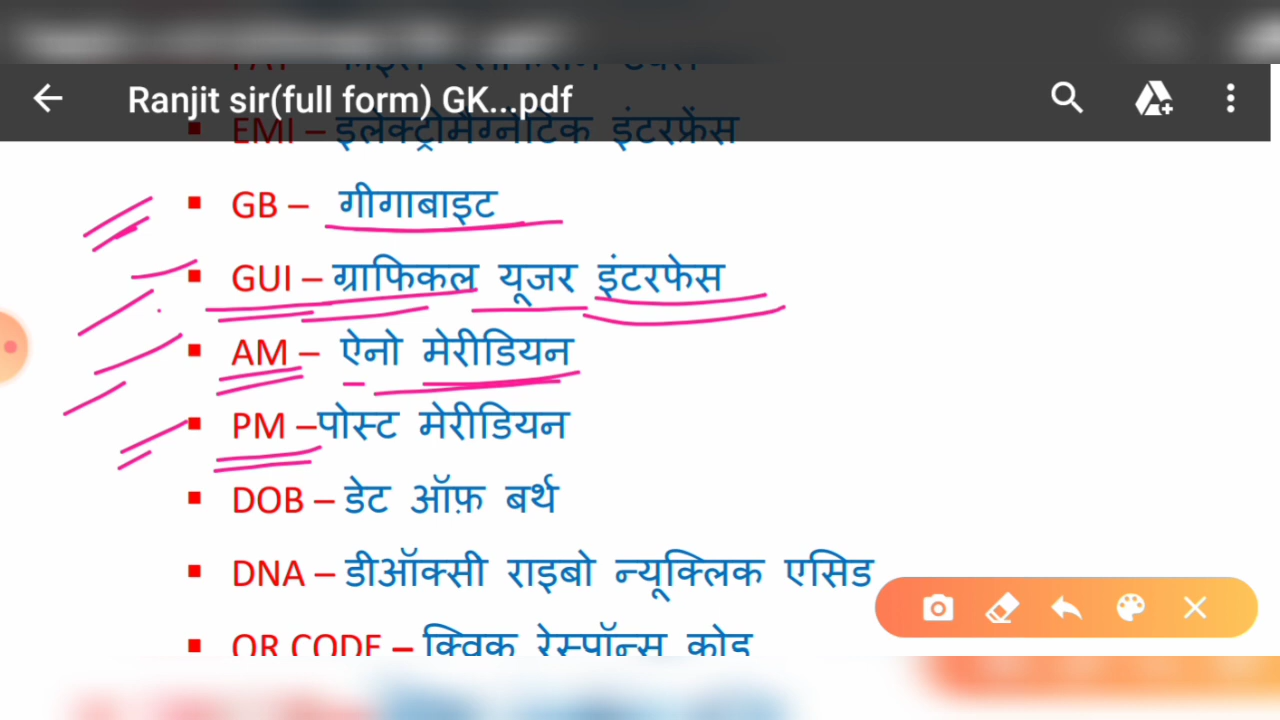 Ranjit sir(full form) GK...pdf
EMI – इलेक्ट्रोमैग्नेटिक इंटरफ्रेंस
▪ GB – गीगाबाइट
▪ GUI – ग्राफिकल यूजर इंटरफेस
▪ AM – ऐनो मेरीडियन
▪ PM –पोस्ट मेरीडियन
▪ DOB – डेट ऑफ़ बर्थ
▪ DNA – डीऑक्सी राइबो न्यूक्लिक एसिड
▪ QR CODE – क्विक रेस्पॉन्स कोड